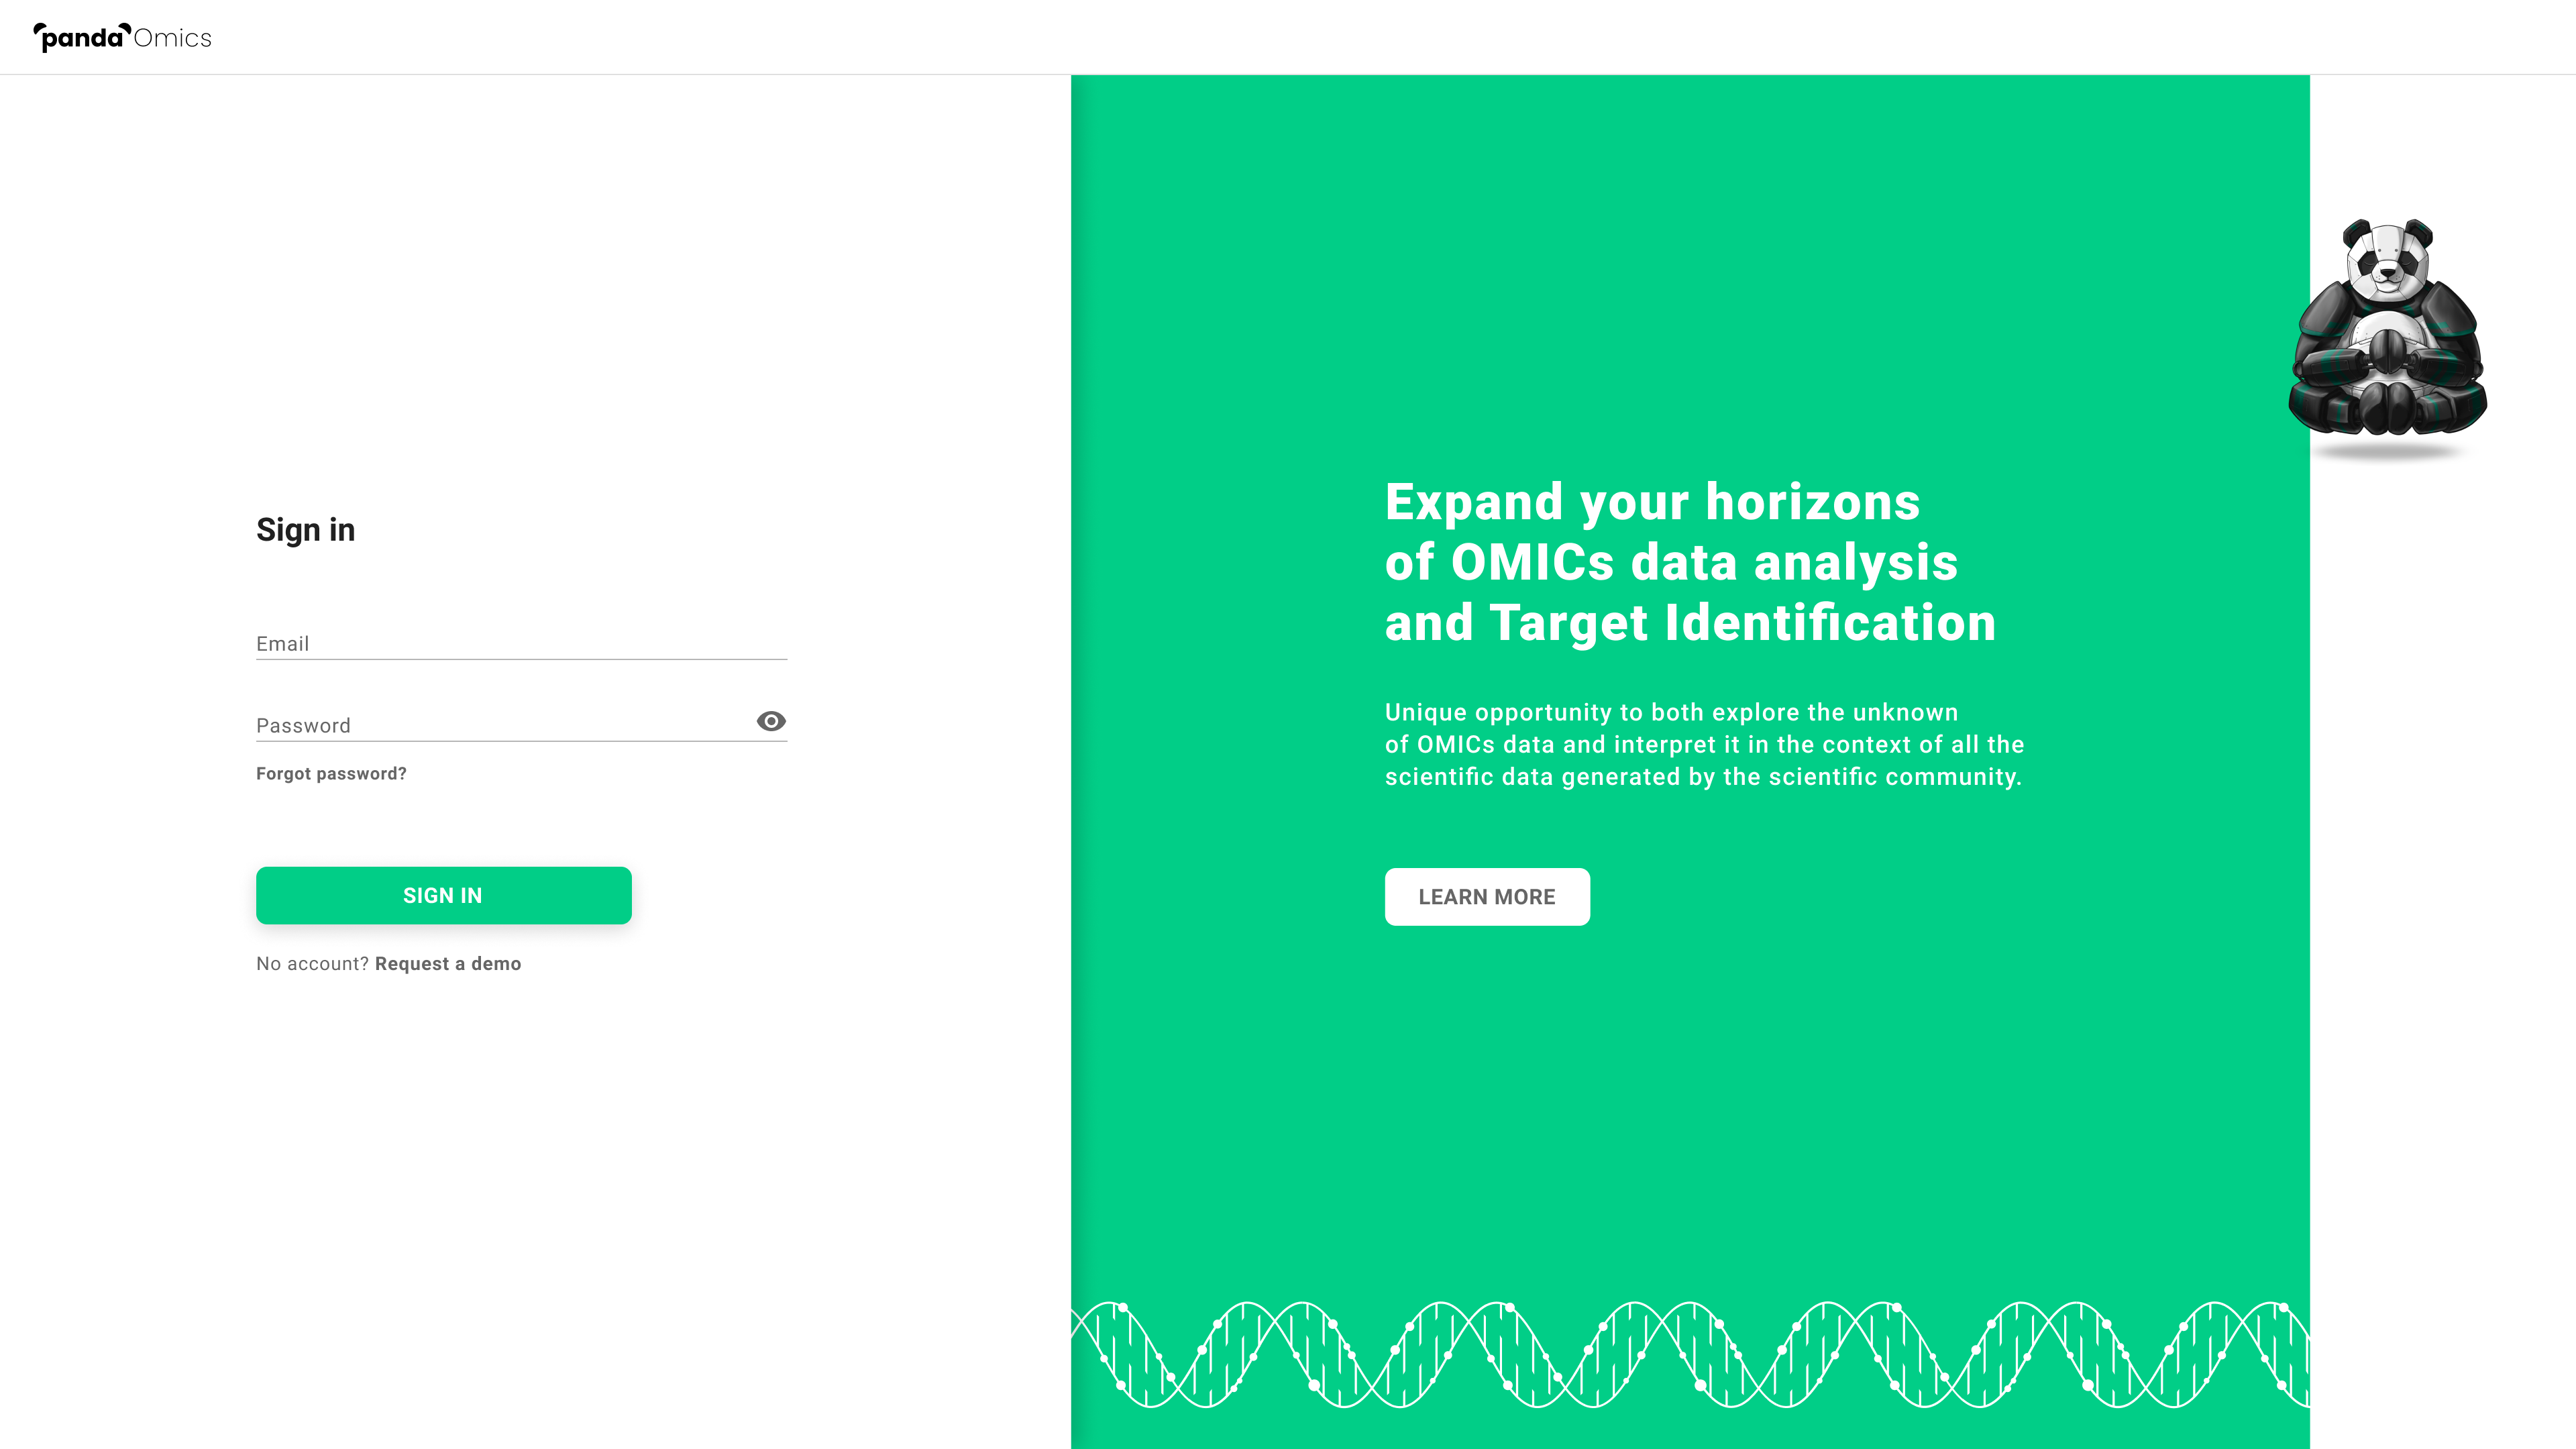 panda Omics
Sign in
Email
Password
Forgot password?
SIGN IN
No account? Request a demo
Expand your horizons
of OMICs data analysis
and Target Identification
Unique opportunity to both explore the unknown
of OMICs data and interpret it in the context of all the
scientific data generated by the scientific community.
LEARN MORE